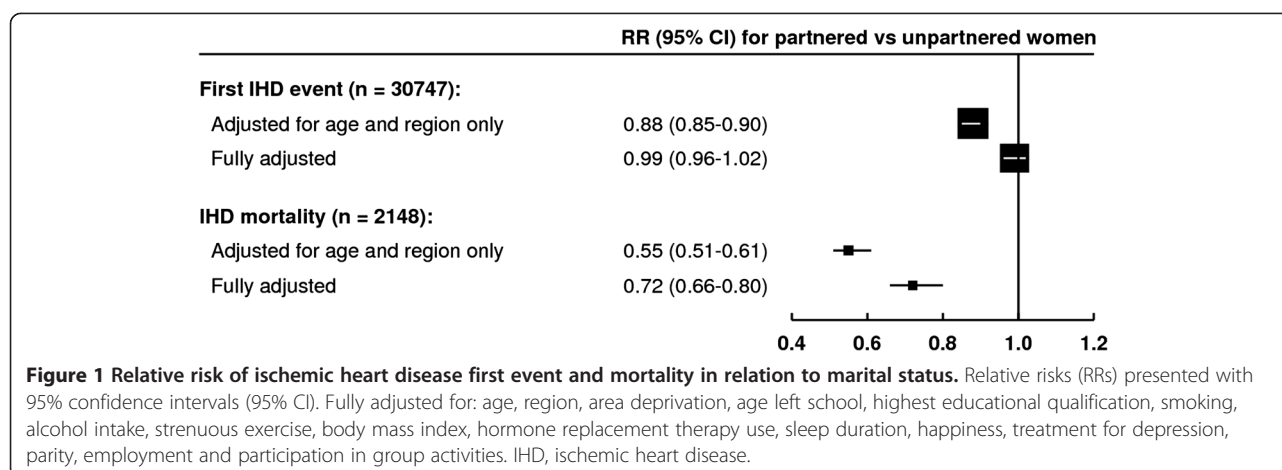 RR (95% CI) for partnered vs unpartnered women
First IHD event (n = 30747):
Adjusted for age and region only 0.88 (0.85-0.90)
Fully adjusted 0.99 (0.96-1.02)
IHD mortality (n = 2148):
Adjusted for age and region only 0.55 (0.51-0.61)
Fully adjusted 0.72 (0.66-0.80)
0.4 0.6 0.8 1.0 1.2
Figure 1 Relative risk of ischemic heart disease first event and mortality in relation to marital status. Relative risks (RRs) presented with
95% confidence intervals (95% CI). Fully adjusted for: age, region, area deprivation, age left school, highest educational qualification, smoking,
alcohol intake, strenuous exercise, body mass index, hormone replacement therapy use, sleep duration, happiness, treatment for depression,
parity, employment and participation in group activities. IHD, ischemic heart disease.